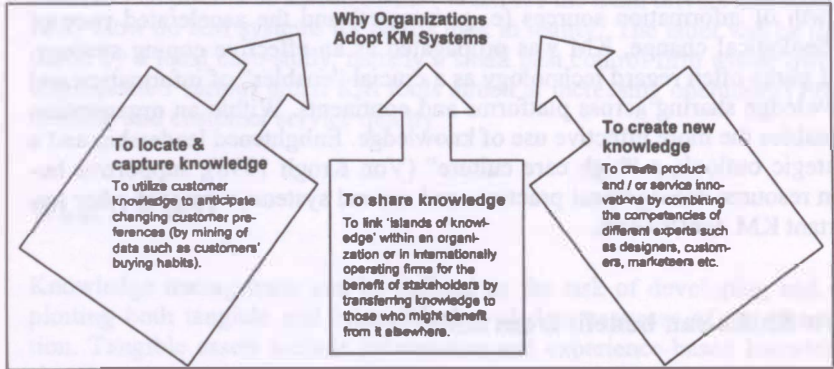 Why Organizations
Adopt KM Systems
To locate &
capture knowledge
To utilize customer
knowledge to anticipate
changing customer pre-
ferences (by mining of
data such as customers'
buying habits).
To share knowledge
To link 'islands of knowl-
edge' within an organi-
zation or in internationally
operating firms for the
benefit of stakeholders by
transferring knowledge to
those who might benefit
from it elsewhere.
To create new
knowledge
To create product
and / or service inno-
vations by combining
the competencies of
different experts such
as designers, custom-
ers, marketeers etc.